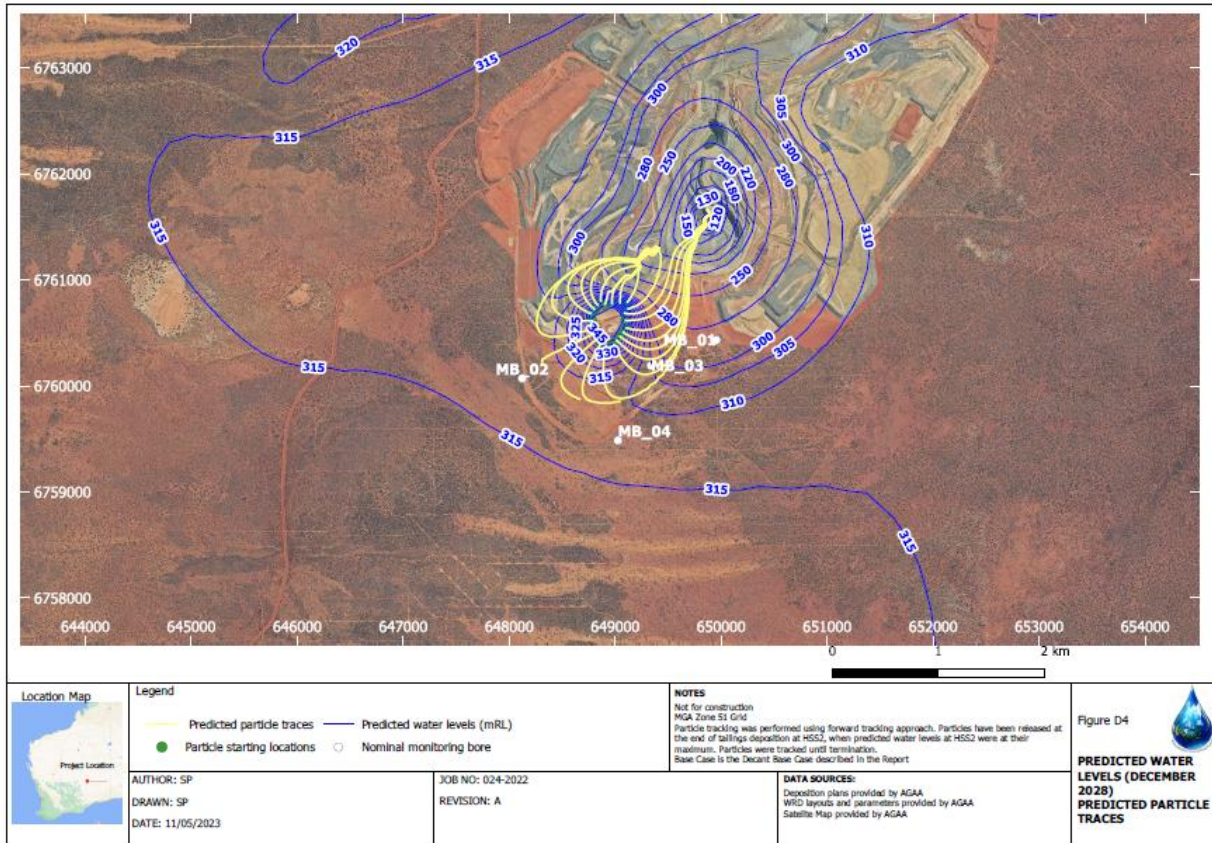 320
315
310
6763000
300
305
315
300
6762000
280
250
200
220
180
280
130
150
120
315
300
310
6761000
250
280
325
345
330
MB_01
300
305
320
315
MB_03
6760000
MB_02
315
310
MB_04
315
6759000
315
315
6758000
644000 645000 646000 647000 648000 649000 650000 651000 652000 653000 654000
0 1 2 km
Location Map
Project Location
Legend
Predicted particle traces Predicted water levels (mRL)
Particle starting locations Nominal monitoring bore
NOTES
Not for construction
MGA Zone 51 Grid
Particle tracking was performed using forward tracking approach. Particles have been released at
the end of tailings deposition at HSS2, when predicted water levels at HSS2 were at their
maximum. Particles were tracked until termination.
Base Case is the Decant Base Case described in the Report
Figure D4
PREDICTED WATER
LEVELS (DECEMBER
2028)
PREDICTED PARTICLE
TRACES
AUTHOR: SP
DRAWN: SP
DATE: 11/05/2023
JOB NO: 024-2022
REVISION: A
DATA SOURCES:
Deposition plans provided by AGAA
WRD layouts and parameters provided by AGAA
Satellite Map provided by AGAA